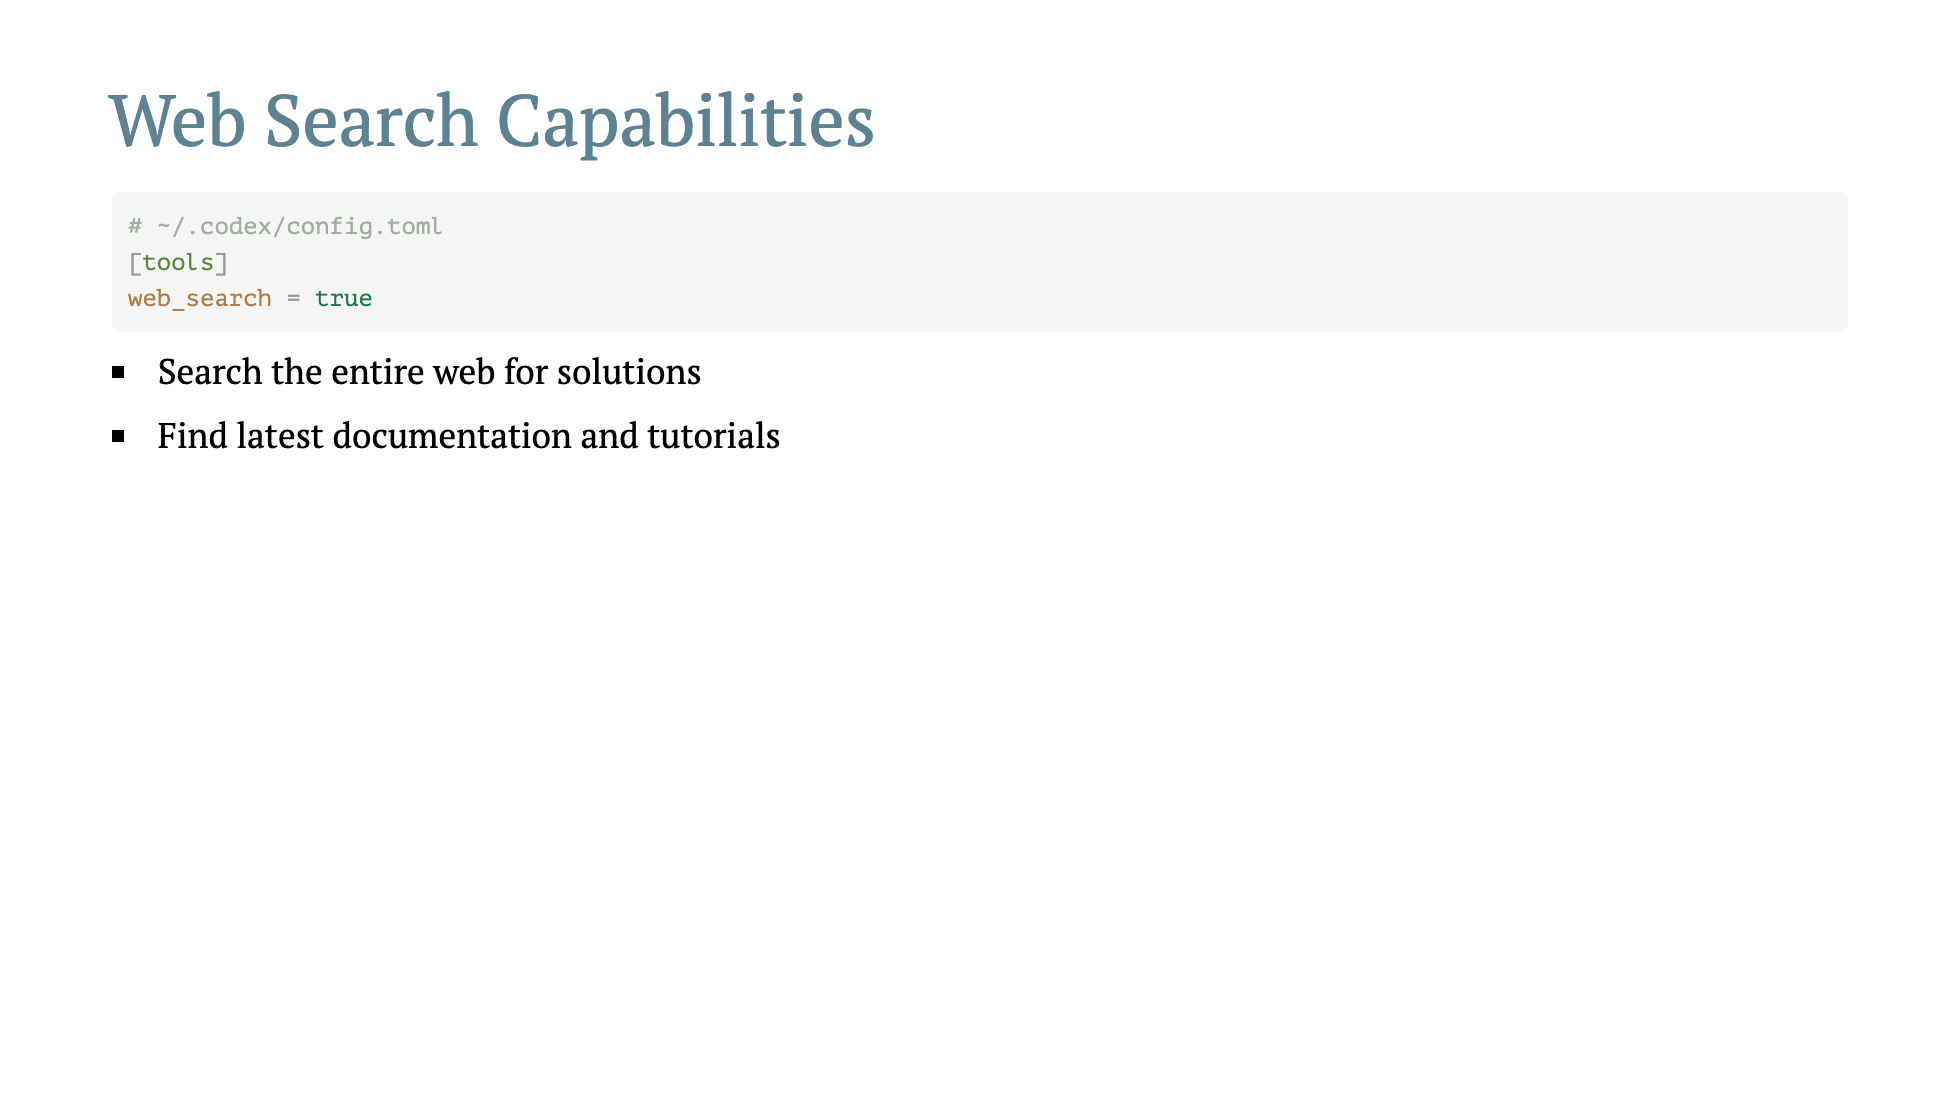 Web Search Capabilities
# ~/.codex/config.toml
[tools]
web_search = true
▪ Search the entire web for solutions
▪ Find latest documentation and tutorials